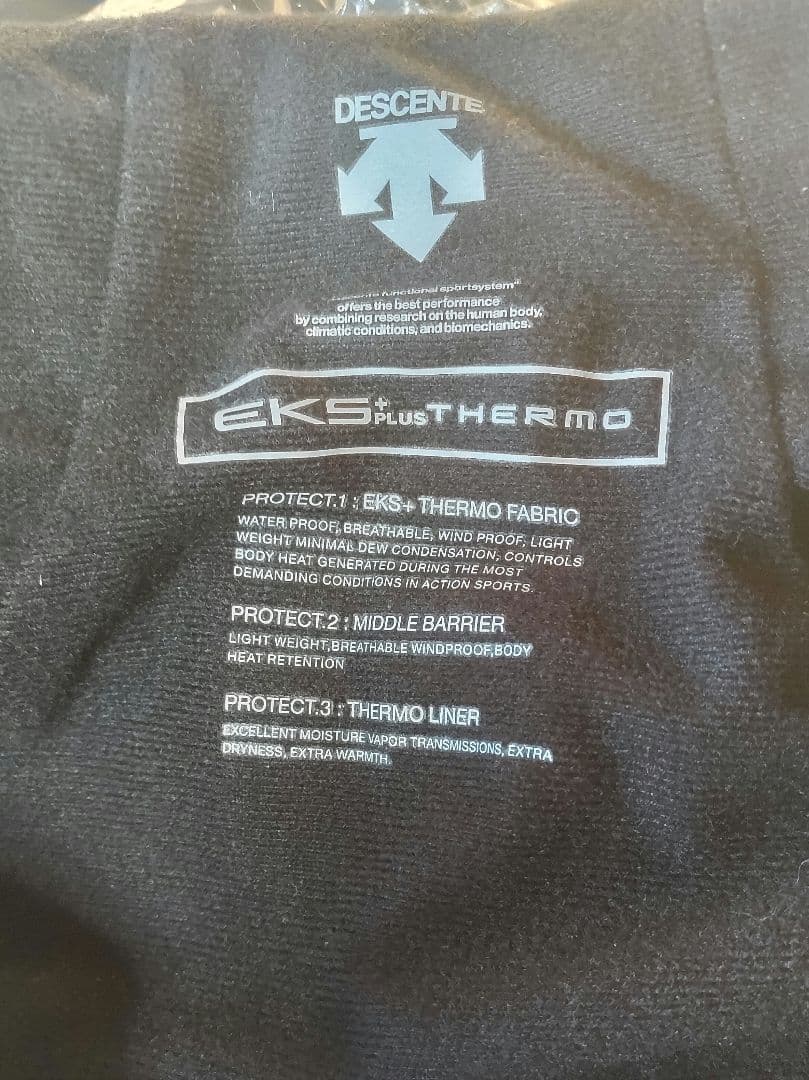 DESCENTE
functional sportsystem
offers the best performance
by combining research on the human body,
climatic conditions, and biomechanics.
EKS+ PLUS THERMO
PROTECT.1 : EKS+ THERMO FABRIC
WATER PROOF, BREATHABLE, WIND PROOF, LIGHT
WEIGHT MINIMAL DEW CONDENSATION, CONTROLS
BODY HEAT GENERATED DURING THE MOST
DEMANDING CONDITIONS IN ACTION SPORTS.
PROTECT.2 : MIDDLE BARRIER
LIGHT WEIGHT,BREATHABLE WINDPROOF,BODY
HEAT RETENTION
PROTECT.3 : THERMO LINER
EXCELLENT MOISTURE VAPOR TRANSMISSIONS, EXTRA
DRYNESS, EXTRA WARMTH.